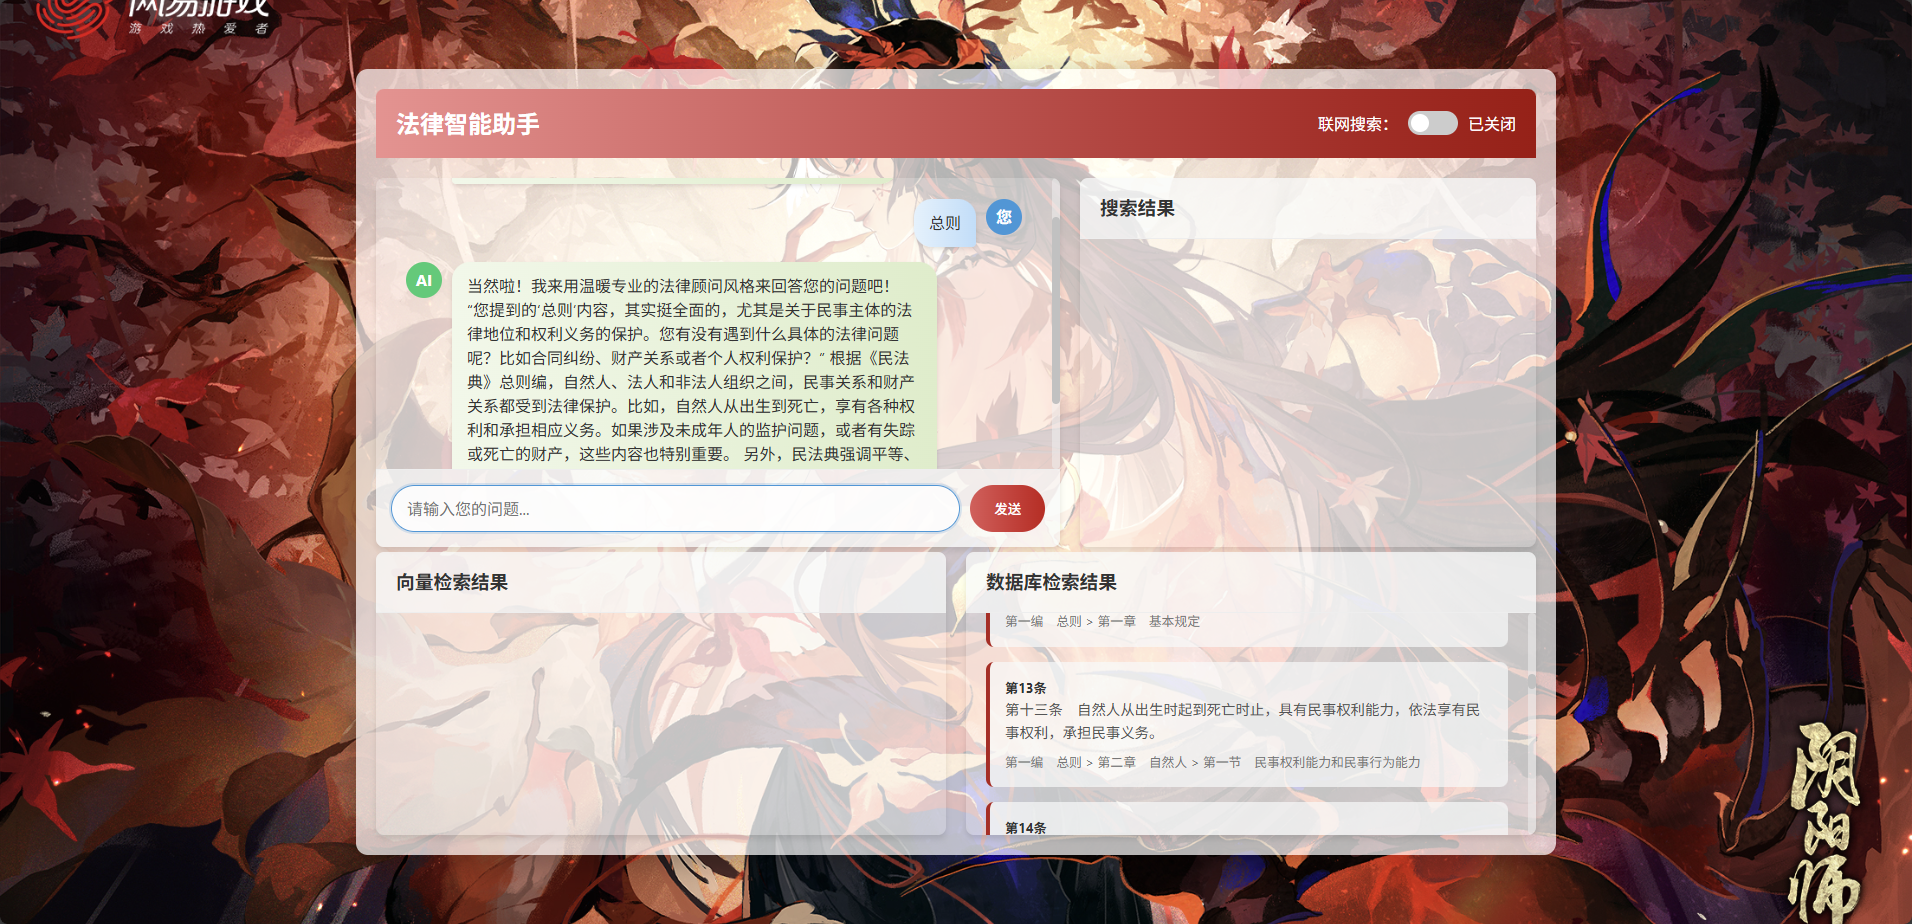 网易游戏
游戏热爱者
法律智能助手
联网搜索：
已关闭
总则
您
AI
当然啦！我来用温暖专业的法律顾问风格来回答您的问题吧！
“您提到的‘总则’内容，其实挺全面的，尤其是关于民事主体的法
律地位和权利义务的保护。您有没有遇到什么具体的法律问题
呢？比如合同纠纷、财产关系或者个人权利保护？” 根据《民法
典》总则编，自然人、法人和非法人组织之间，民事关系和财产
关系都受到法律保护。比如，自然人从出生到死亡，享有各种权
利和承担相应义务。如果涉及未成年人的监护问题，或者有失踪
或死亡的财产，这些内容也特别重要。 另外，民法典强调平等、
请输入您的问题...
发送
搜索结果
向量检索结果
数据库检索结果
第一编　总则 > 第一章　基本规定
第13条
第十三条　自然人从出生时起到死亡时止，具有民事权利能力，依法享有民
事权利，承担民事义务。
第一编　总则 > 第二章　自然人 > 第一节　民事权利能力和民事行为能力
第14条
阴阳师